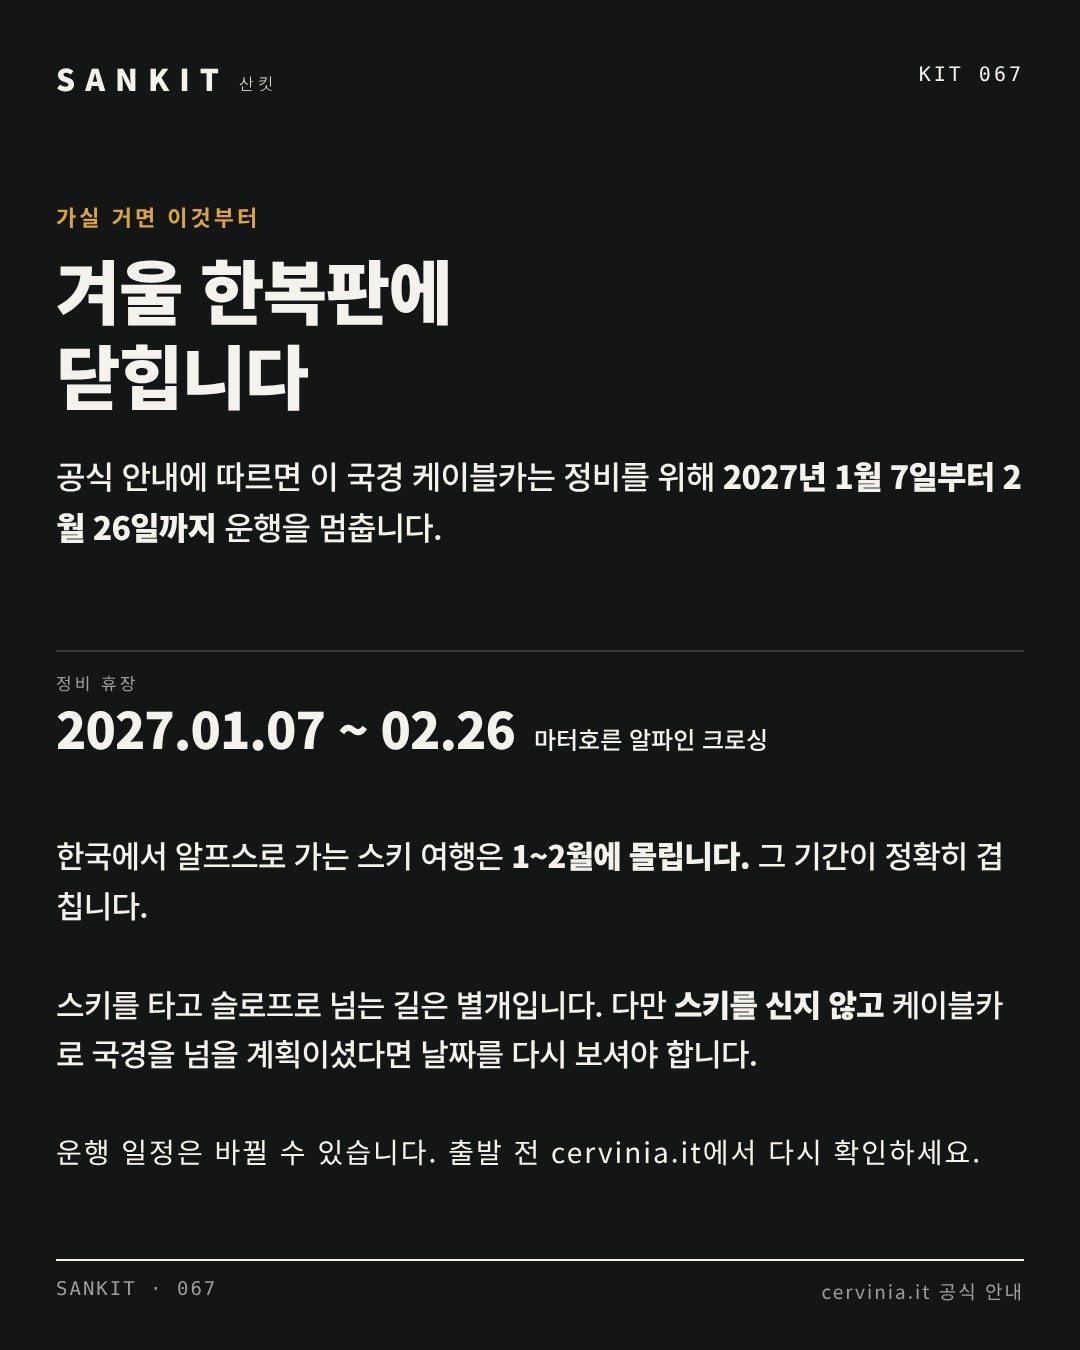 SANKIT 산킷
KIT 067
가실 거면 이것부터
겨울 한복판에
닫힙니다
공식 안내에 따르면 이 국경 케이블카는 정비를 위해 2027년 1월 7일부터 2
월 26일까지 운행을 멈춥니다.
정비 휴장
2027.01.07 ~ 02.26 마터호른 알파인 크로싱
한국에서 알프스로 가는 스키 여행은 1~2월에 몰립니다. 그 기간이 정확히 겹
칩니다.
스키를 타고 슬로프로 넘는 길은 별개입니다. 다만 스키를 신지 않고 케이블카
로 국경을 넘을 계획이셨다면 날짜를 다시 보셔야 합니다.
운행 일정은 바뀔 수 있습니다. 출발 전 cervinia.it에서 다시 확인하세요.
SANKIT · 067
cervinia.it 공식 안내